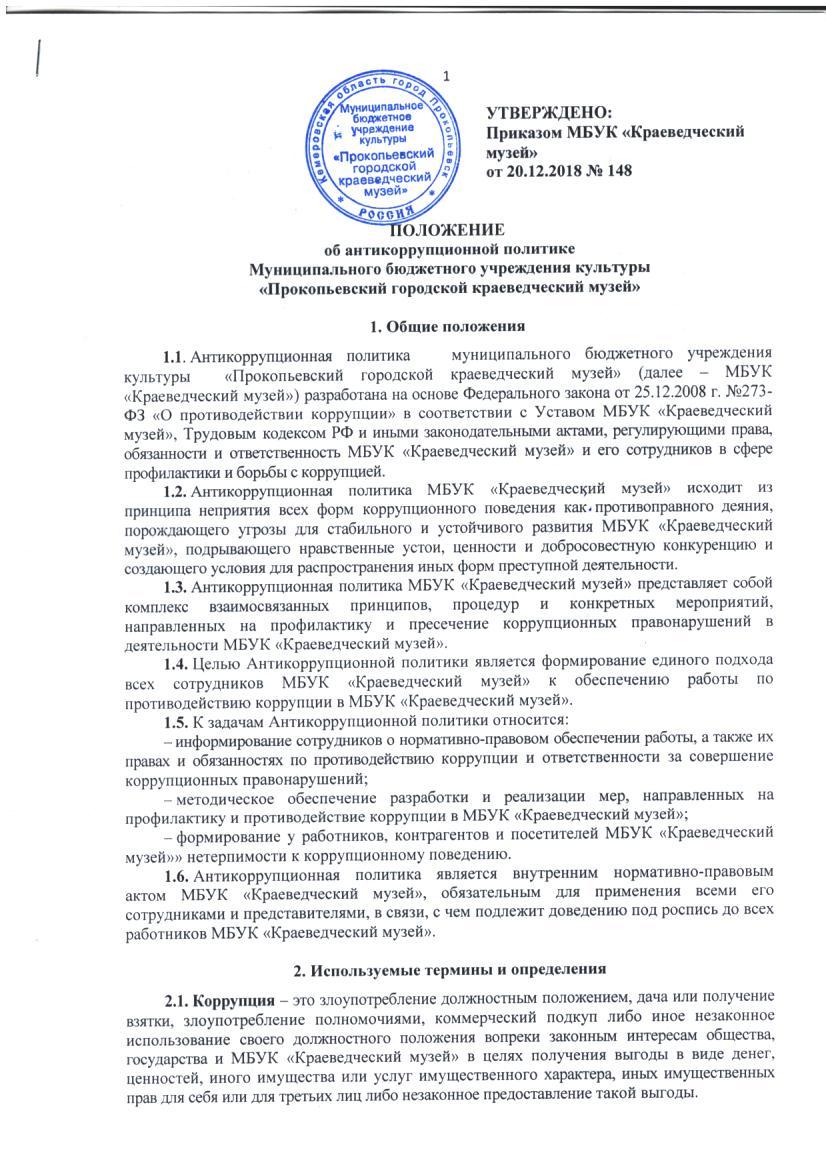 1
Кемеровская область город Прокопьевск
Муниципальное
бюджетное
учреждение
культуры
«Прокопьевский
городской
краеведческий
музей»
* РОССИЯ *
УТВЕРЖДЕНО:
Приказом МБУК «Краеведческий
музей»
от 20.12.2018 № 148
ПОЛОЖЕНИЕ
об антикоррупционной политике
Муниципального бюджетного учреждения культуры
«Прокопьевский городской краеведческий музей»
1. Общие положения
1.1. Антикоррупционная политика муниципального бюджетного учреждения
культуры «Прокопьевский городской краеведческий музей» (далее – МБУК
«Краеведческий музей») разработана на основе Федерального закона от 25.12.2008 г. №273-
ФЗ «О противодействии коррупции» в соответствии с Уставом МБУК «Краеведческий
музей», Трудовым кодексом РФ и иными законодательными актами, регулирующими права,
обязанности и ответственность МБУК «Краеведческий музей» и его сотрудников в сфере
профилактики и борьбы с коррупцией.
1.2. Антикоррупционная политика МБУК «Краеведческий музей» исходит из
принципа неприятия всех форм коррупционного поведения как противоправного деяния,
порождающего угрозы для стабильного и устойчивого развития МБУК «Краеведческий
музей», подрывающего нравственные устои, ценности и добросовестную конкуренцию и
создающего условия для распространения иных форм преступной деятельности.
1.3. Антикоррупционная политика МБУК «Краеведческий музей» представляет собой
комплекс взаимосвязанных принципов, процедур и конкретных мероприятий,
направленных на профилактику и пресечение коррупционных правонарушений в
деятельности МБУК «Краеведческий музей».
1.4. Целью Антикоррупционной политики является формирование единого подхода
всех сотрудников МБУК «Краеведческий музей» к обеспечению работы по
противодействию коррупции в МБУК «Краеведческий музей».
1.5. К задачам Антикоррупционной политики относится:
– информирование сотрудников о нормативно-правовом обеспечении работы, а также их
правах и обязанностях по противодействию коррупции и ответственности за совершение
коррупционных правонарушений;
– методическое обеспечение разработки и реализации мер, направленных на
профилактику и противодействие коррупции в МБУК «Краеведческий музей»;
– формирование у работников, контрагентов и посетителей МБУК «Краеведческий
музей»» нетерпимости к коррупционному поведению.
1.6. Антикоррупционная политика является внутренним нормативно-правовым
актом МБУК «Краеведческий музей», обязательным для применения всеми его
сотрудниками и представителями, в связи, с чем подлежит доведению под роспись до всех
работников МБУК «Краеведческий музей».
2. Используемые термины и определения
2.1. Коррупция – это злоупотребление должностным положением, дача или получение
взятки, злоупотребление полномочиями, коммерческий подкуп либо иное незаконное
использование своего должностного положения вопреки законным интересам общества,
государства и МБУК «Краеведческий музей» в целях получения выгоды в виде денег,
ценностей, иного имущества или услуг имущественного характера, иных имущественных
прав для себя или для третьих лиц либо незаконное предоставление такой выгоды.